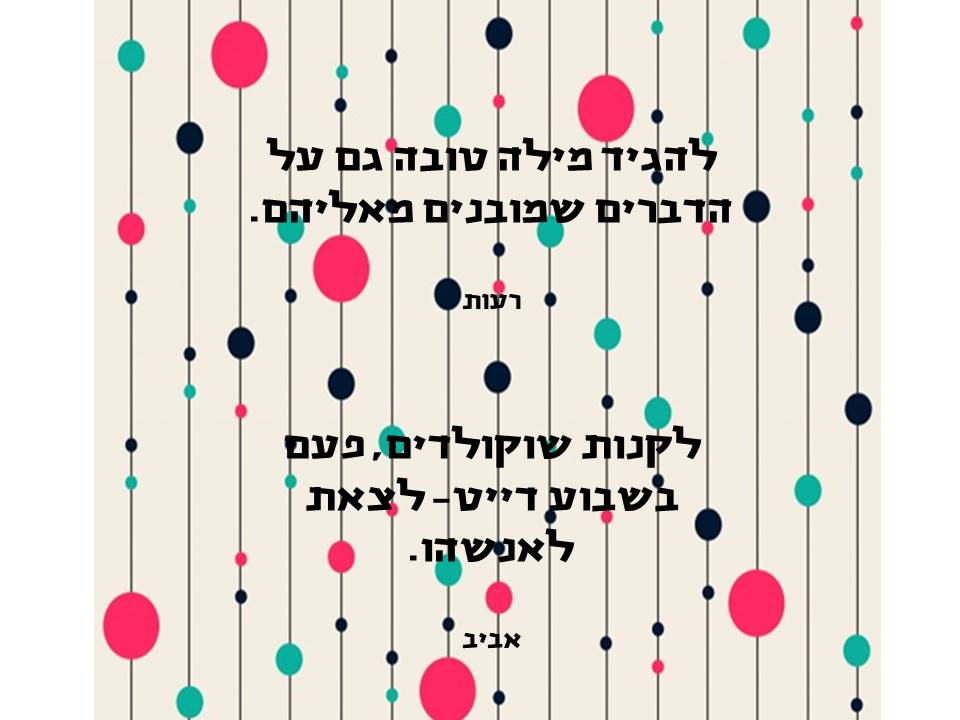 להגיד מילה טובה גם על
הדברים שמובנים מאליהם.
רעות
לקנות שוקולדים, פעם
בשבוע דייט- לצאת
לאנשהו.
אביב